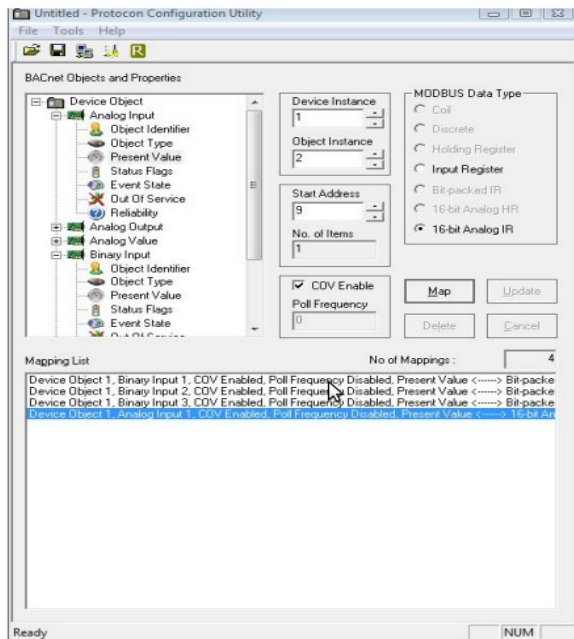 Untitled - Protocon Configuration Utility
File Tools Help
R
BACnet Objects and Properties
Device Object
Analog Input
Object Identifier
Object Type
Present Value
Status Flags
Event State
Out Of Service
Reliability
Analog Output
Analog Value
Binary Input
Object Identifier
Object Type
Present Value
Status Flags
Event State
Out Of Service
Device Instance
1
Object Instance
2
Start Address
9
No. of Items
1
COV Enable
Poll Frequency
0
MODBUS Data Type
Coil
Discrete
Holding Register
Input Register
Bit-packed IR
16-bit Analog HR
16-bit Analog IR
Map Update
Delete Cancel
Mapping List No of Mappings : 4
Device Object 1, Binary Input 1, COV Enabled, Poll Frequency Disabled, Present Value <-----> Bit-packe
Device Object 1, Binary Input 2, COV Enabled, Poll Frequency Disabled, Present Value <-----> Bit-packe
Device Object 1, Binary Input 3, COV Enabled, Poll Frequency Disabled, Present Value <-----> Bit-packe
Device Object 1, Analog Input 1, COV Enabled, Poll Frequency Disabled, Present Value <-----> 16-bit An
Ready NUM